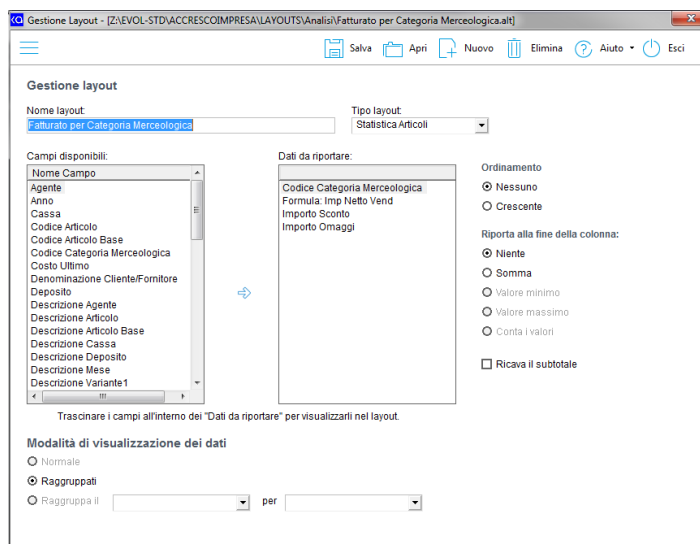 Gestione Layout - [Z:\EVOL-STD\ACCRESCOIMPRESA\LAYOUTS\Analisi\Fatturato per Categoria Merceologica.alt]
Salva Apri Nuovo Elimina Aiuto Esci
Gestione layout
Nome layout: Tipo layout:
Fatturato per Categoria Merceologica Statistica Articoli
Campi disponibili:
Nome Campo
Agente
Anno
Cassa
Codice Articolo
Codice Articolo Base
Codice Categoria Merceologica
Costo Ultimo
Denominazione Cliente/Fornitore
Deposito
Descrizione Agente
Descrizione Articolo
Descrizione Articolo Base
Descrizione Cassa
Descrizione Deposito
Descrizione Mese
Descrizione Variante1
Dati da riportare:
Codice Categoria Merceologica
Formula: Imp Netto Vend
Importo Sconto
Importo Omaggi
Ordinamento
Nessuno
Crescente
Riporta alla fine della colonna:
Niente
Somma
Valore minimo
Valore massimo
Conta i valori
Ricava il subtotale
Trascinare i campi all'interno dei "Dati da riportare" per visualizzarli nel layout.
Modalità di visualizzazione dei dati
Normale
Raggruppati
Raggruppa il per